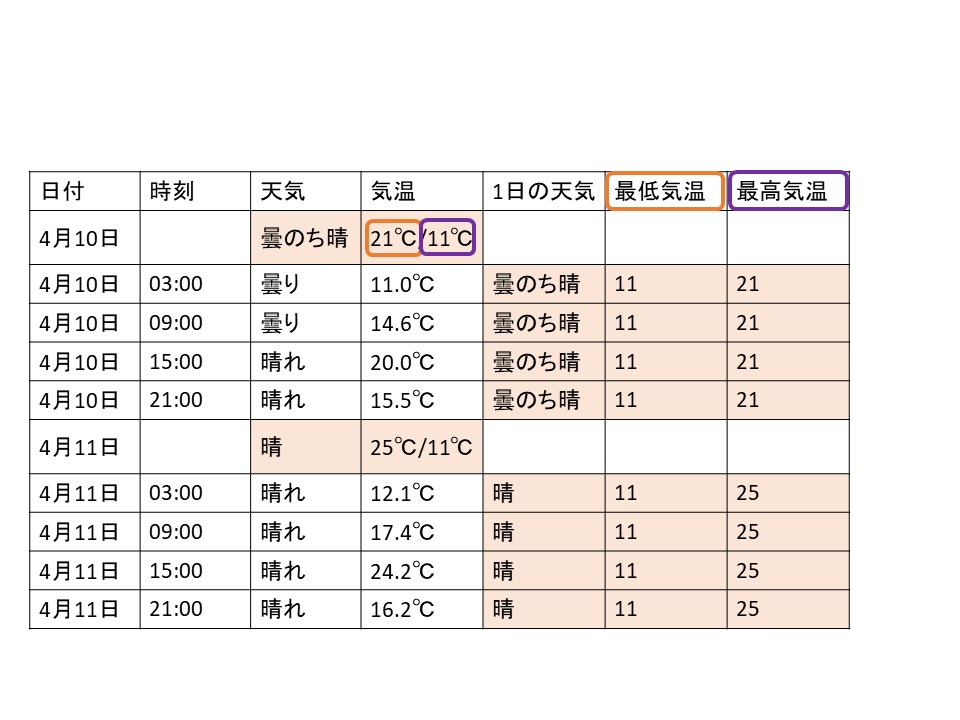 日付 時刻 天気 気温 1日の天気 最低気温 最高気温
4月10日 曇のち晴 21℃/11℃
4月10日 03:00 曇り 11.0℃ 曇のち晴 11 21
4月10日 09:00 曇り 14.6℃ 曇のち晴 11 21
4月10日 15:00 晴れ 20.0℃ 曇のち晴 11 21
4月10日 21:00 晴れ 15.5℃ 曇のち晴 11 21
4月11日 晴 25℃/11℃
4月11日 03:00 晴れ 12.1℃ 晴 11 25
4月11日 09:00 晴れ 17.4℃ 晴 11 25
4月11日 15:00 晴れ 24.2℃ 晴 11 25
4月11日 21:00 晴れ 16.2℃ 晴 11 25